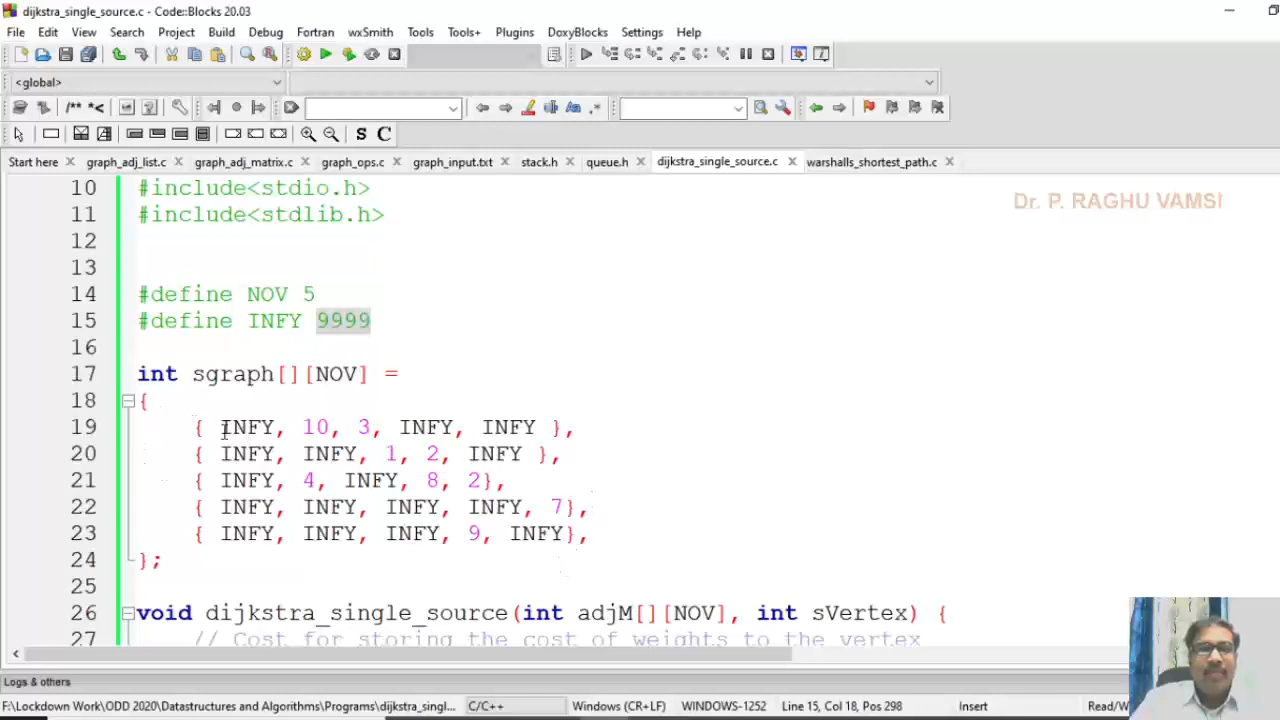 dijkstra_single_source.c - Code::Blocks 20.03
File Edit View Search Project Build Debug Fortran wxSmith Tools Tools+ Plugins DoxyBlocks Settings Help
<global>
/** *<
S C
Start here graph_adj_list.c graph_adj_matrix.c graph_ops.c graph_input.txt stack.h queue.h dijkstra_single_source.c warshalls_shortest_path.c
Dr. P. RAGHU VAMSI
10 #include<stdio.h>
11 #include<stdlib.h>
12
13
14 #define NOV 5
15 #define INFY 9999
16
17 int sgraph[][NOV] =
18 {
19 { INFY, 10, 3, INFY, INFY },
20 { INFY, INFY, 1, 2, INFY },
21 { INFY, 4, INFY, 8, 2},
22 { INFY, INFY, INFY, INFY, 7},
23 { INFY, INFY, INFY, 9, INFY},
24 };
25
26 void dijkstra_single_source(int adjM[][NOV], int sVertex) {
27 // Cost for storing the cost of weights to the vertex
Logs & others
F:\Lockdown Work\ODD 2020\Datastructures and Algorithms\Programs\dijkstra_singl... C/C++ Windows (CR+LF) WINDOWS-1252 Line 15, Col 18, Pos 298 Insert Read/W